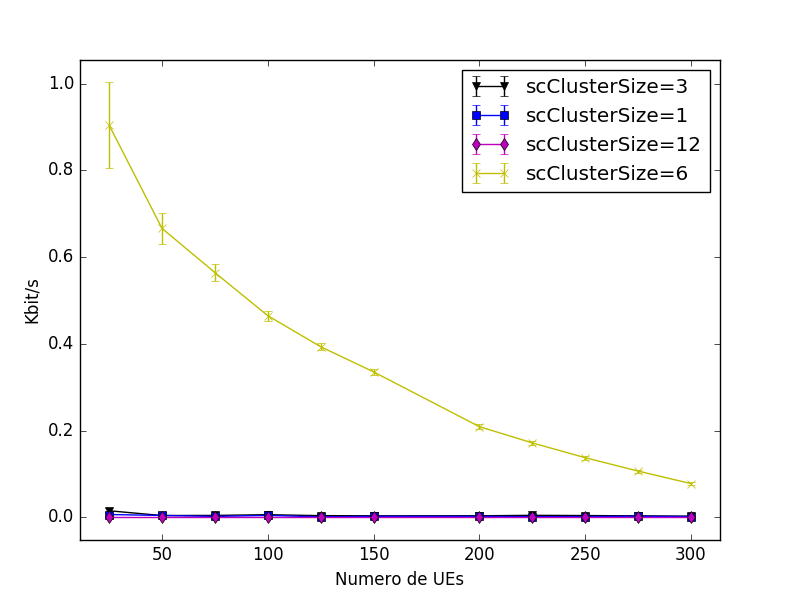 scClusterSize=3
scClusterSize=1
scClusterSize=12
scClusterSize=6
1.0
0.8
0.6
0.4
0.2
0.0
Kbit/s
50 100 150 200 250 300
Numero de UEs